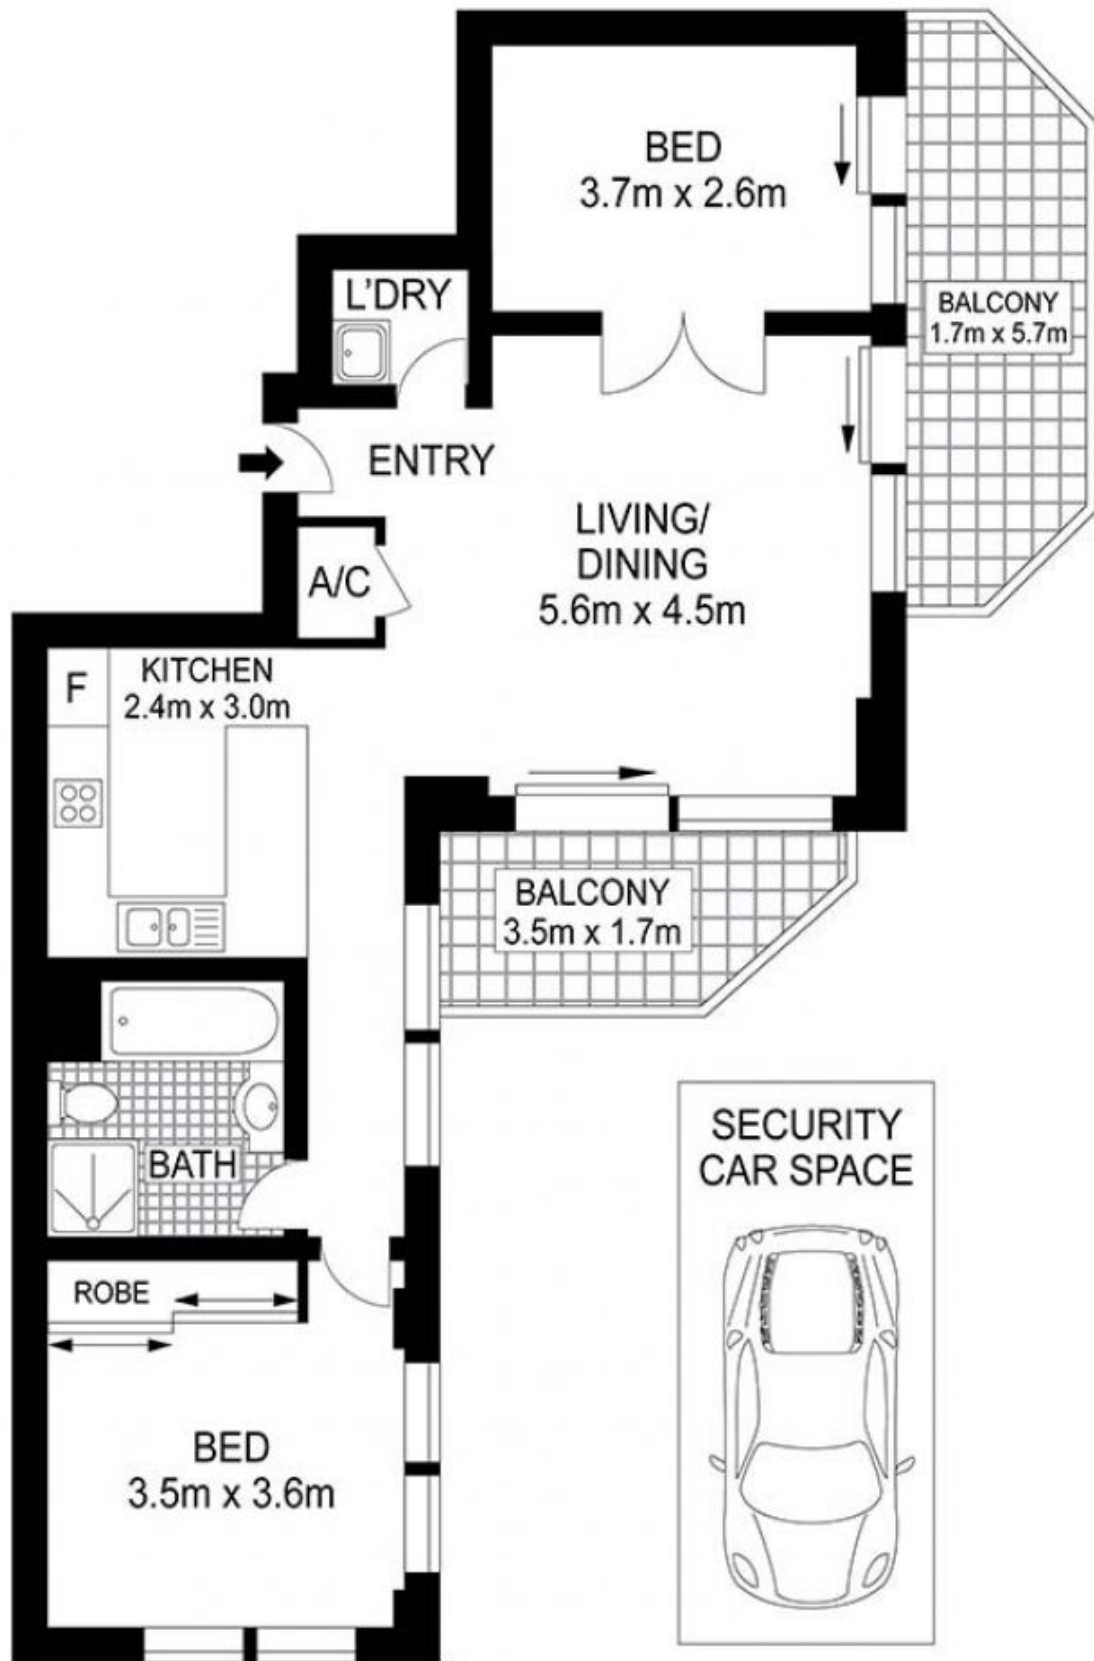 BED
3.7m x 2.6m
L'DRY
BALCONY
1.7m x 5.7m
ENTRY
LIVING/
DINING
5.6m x 4.5m
A/C
KITCHEN
2.4m x 3.0m
F
BALCONY
3.5m x 1.7m
BATH
SECURITY
CAR SPACE
ROBE
BED
3.5m x 3.6m